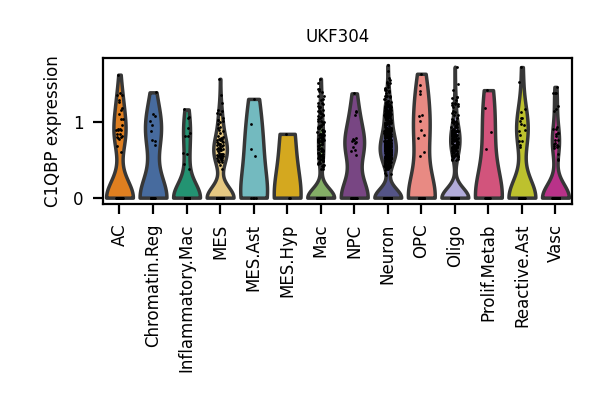 UKF304
C1QBP expression
1
0
AC
Chromatin.Reg
Inflammatory.Mac
MES
MES.Ast
MES.Hyp
Mac
NPC
Neuron
OPC
Oligo
Prolif.Metab
Reactive.Ast
Vasc